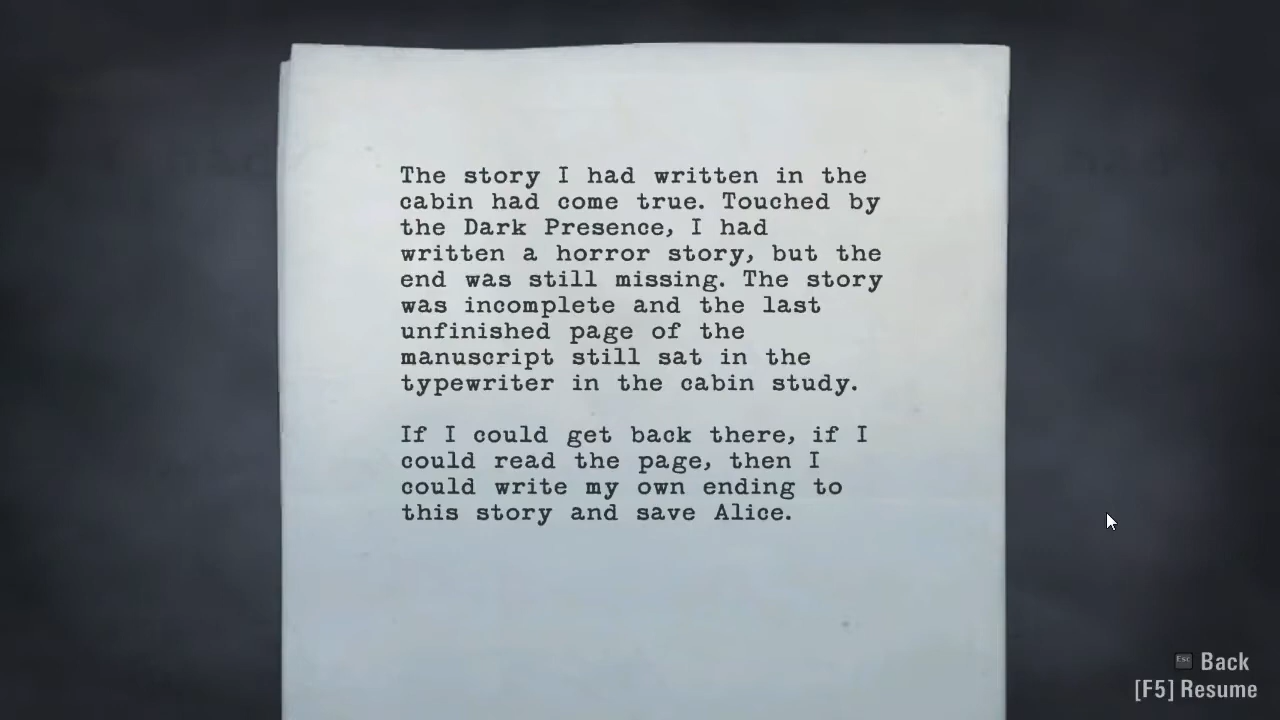 The story I had written in the
cabin had come true. Touched by
the Dark Presence, I had
written a horror story, but the
end was still missing. The story
was incomplete and the last
unfinished page of the
manuscript still sat in the
typewriter in the cabin study.
If I could get back there, if I
could read the page, then I
could write my own ending to
this story and save Alice.
Esc Back
[F5] Resume